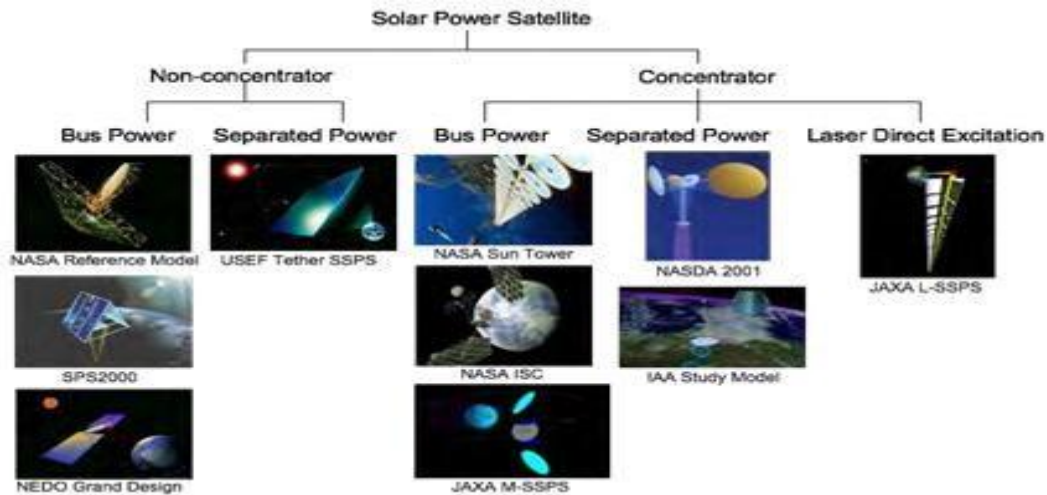 Solar Power Satellite
Non-concentrator
Concentrator
Bus Power
Separated Power
Bus Power
Separated Power
Laser Direct Excitation
NASA Reference Model
USEF Tether SSPS
NASA Sun Tower
NASDA 2001
JAXA L-SSPS
SPS2000
NASA ISC
IAA Study Model
NEDO Grand Design
JAXA M-SSPS